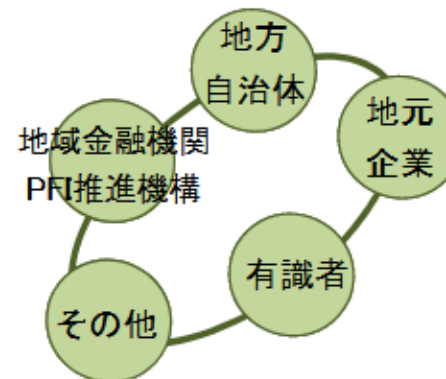 地方
自治体
地元
企業
地域金融機関
PFI推進機構
有識者
その他